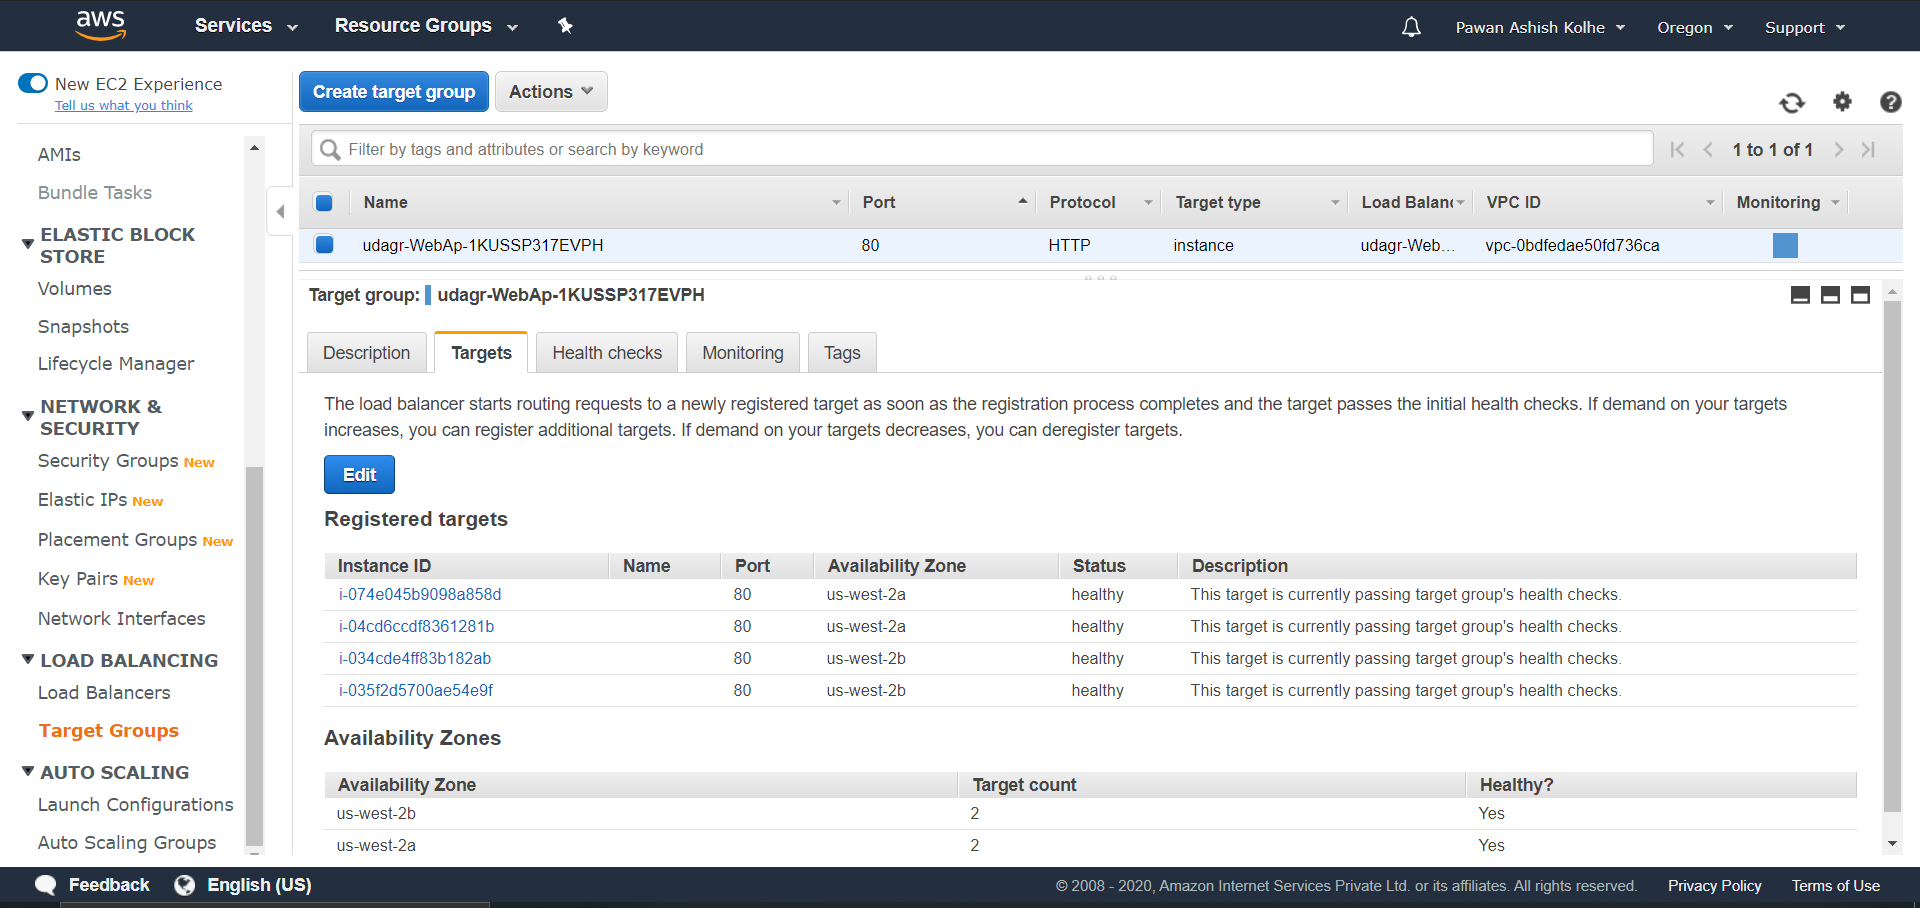 aws
Services
Resource Groups
Pawan Ashish Kolhe
Oregon
Support
New EC2 Experience
Tell us what you think
AMIs
Bundle Tasks
ELASTIC BLOCK
STORE
Volumes
Snapshots
Lifecycle Manager
NETWORK &
SECURITY
Security Groups New
Elastic IPs New
Placement Groups New
Key Pairs New
Network Interfaces
LOAD BALANCING
Load Balancers
Target Groups
AUTO SCALING
Launch Configurations
Auto Scaling Groups
Create target group
Actions
Filter by tags and attributes or search by keyword
1 to 1 of 1
Name Port Protocol Target type Load Balanc VPC ID Monitoring
udagr-WebAp-1KUSSP317EVPH 80 HTTP instance udagr-Web... vpc-0bdfedae50fd736ca
Target group: udagr-WebAp-1KUSSP317EVPH
Description Targets Health checks Monitoring Tags
The load balancer starts routing requests to a newly registered target as soon as the registration process completes and the target passes the initial health checks. If demand on your targets
increases, you can register additional targets. If demand on your targets decreases, you can deregister targets.
Edit
Registered targets
Instance ID Name Port Availability Zone Status Description
i-074e045b9098a858d 80 us-west-2a healthy This target is currently passing target group's health checks.
i-04cd6ccdf8361281b 80 us-west-2a healthy This target is currently passing target group's health checks.
i-034cde4ff83b182ab 80 us-west-2b healthy This target is currently passing target group's health checks.
i-035f2d5700ae54e9f 80 us-west-2b healthy This target is currently passing target group's health checks.
Availability Zones
Availability Zone Target count Healthy?
us-west-2b 2 Yes
us-west-2a 2 Yes
Feedback
English (US)
© 2008 - 2020, Amazon Internet Services Private Ltd. or its affiliates. All rights reserved.
Privacy Policy
Terms of Use